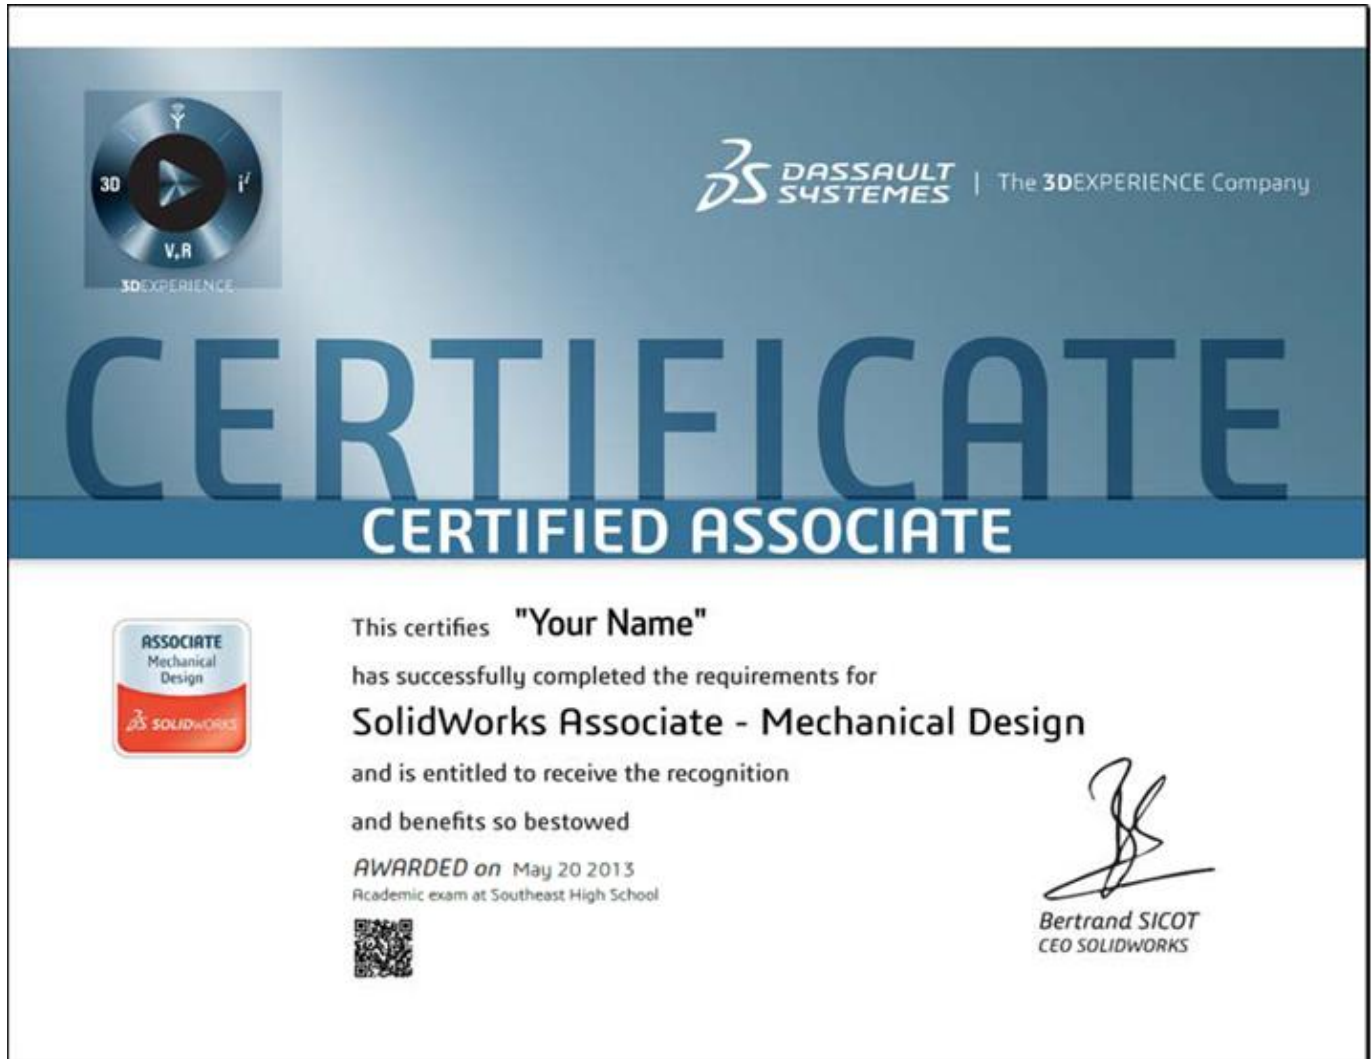 3D
i i
V.R
3DEXPERIENCE
DASSAULT
SYSTEMES
The 3DEXPERIENCE Company
CERTIFICATE
CERTIFIED ASSOCIATE
ASSOCIATE
Mechanical
Design
SOLIDWORKS
This certifies "Your Name"
has successfully completed the requirements for
SolidWorks Associate - Mechanical Design
and is entitled to receive the recognition
and benefits so bestowed
AWARDED on May 20 2013
Academic exam at Southeast High School
Bertrand SICOT
CEO SOLIDWORKS